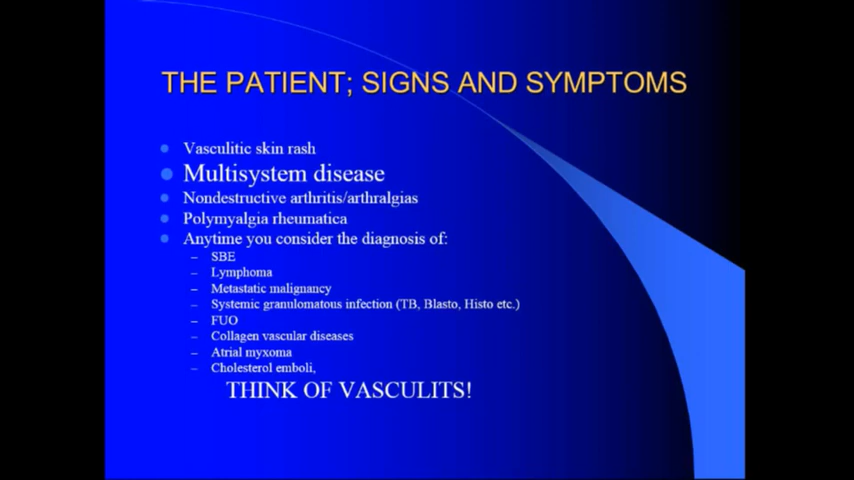 THE PATIENT; SIGNS AND SYMPTOMS
Vasculitic skin rash
Multisystem disease
Nondestructive arthritis/arthralgias
Polymyalgia rheumatica
Anytime you consider the diagnosis of:
– SBE
– Lymphoma
– Metastatic malignancy
– Systemic granulomatous infection (TB, Blasto, Histo etc.)
– FUO
– Collagen vascular diseases
– Atrial myxoma
– Cholesterol emboli,
THINK OF VASCULITS!